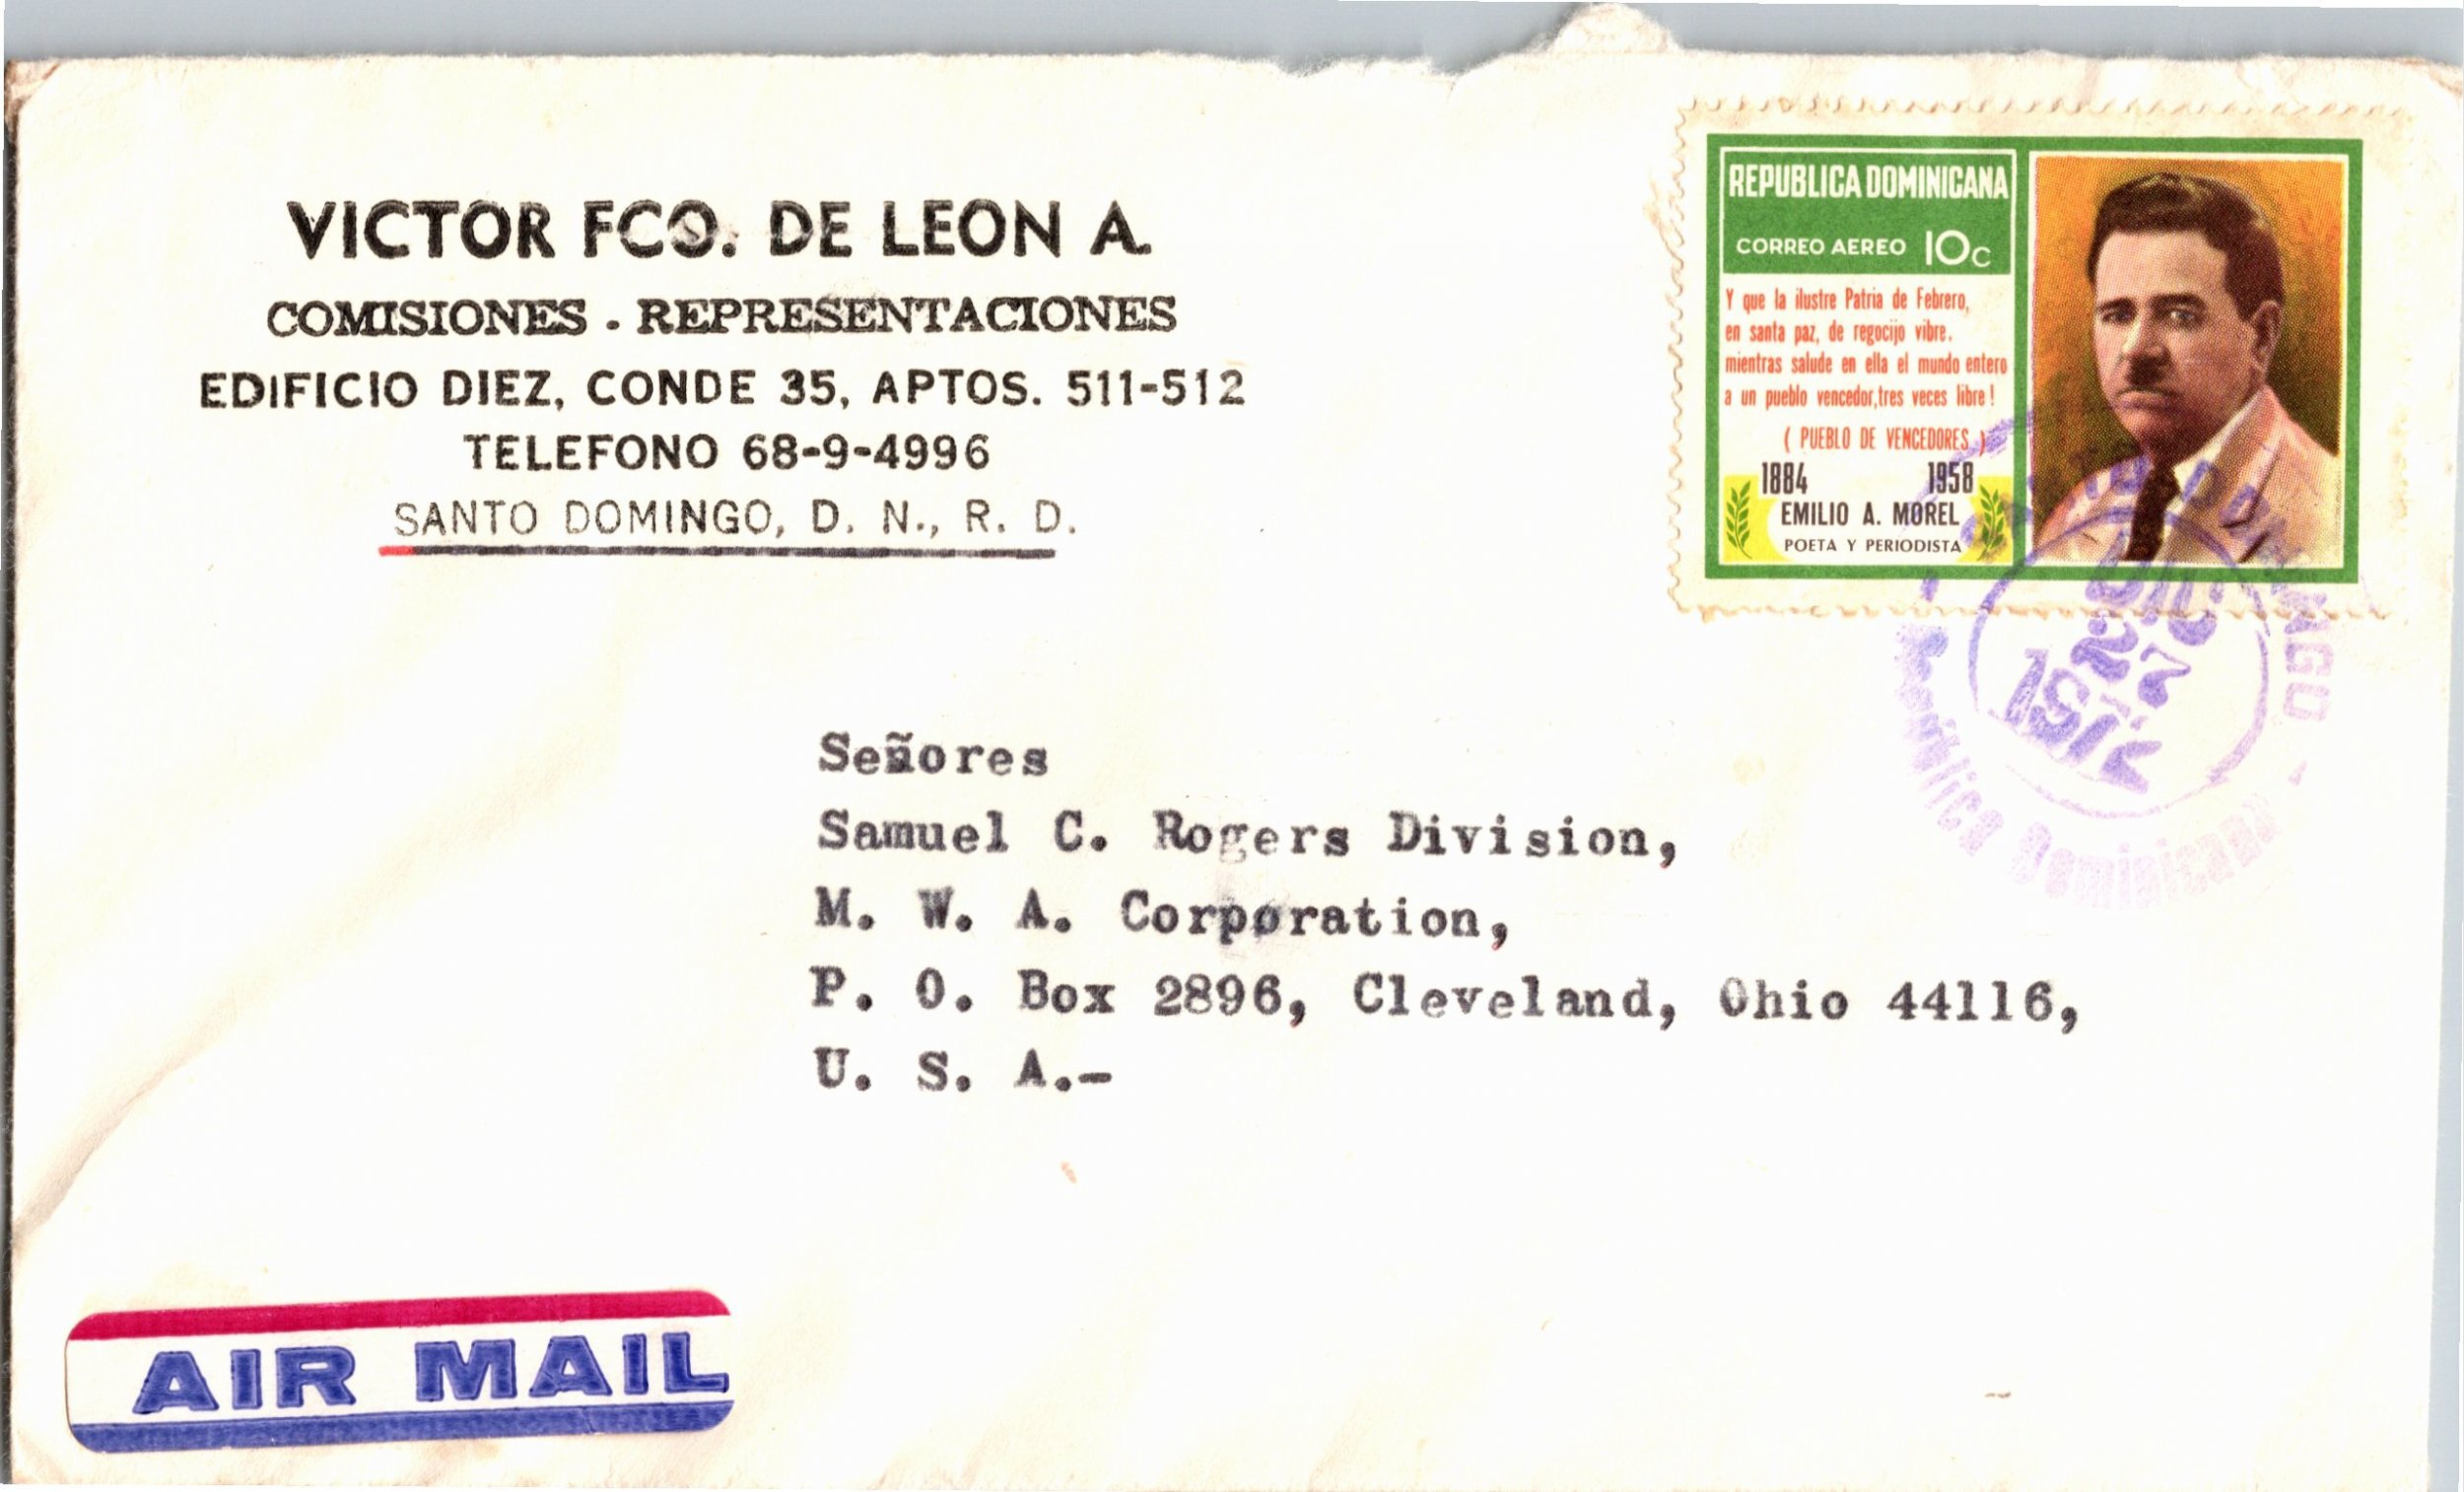 VICTOR FCO. DE LEON A.
COMISIONES - REPRESENTACIONES
EDIFICIO DIEZ, CONDE 35, APTOS. 511-512
TELEFONO 68-9-4996
SANTO DOMINGO, D. N., R. D.
REPUBLICA DOMINICANA
CORREO AEREO 10c
Y que la ilustre Patria de Febrero,
en santa paz, de regocijo vibre.
mientras salude en ella el mundo entero
a un pueblo vencedor,tres veces libre!
( PUEBLO DE VENCEDORES )
1884 1958
EMILIO A. MOREL
POETA Y PERIODISTA
DIC
27
Dominicana
Señores
Samuel C. Rogers Division,
M. W. A. Corporation,
P. O. Box 2896, Cleveland, Ohio 44116,
U. S. A.-
AIR MAIL